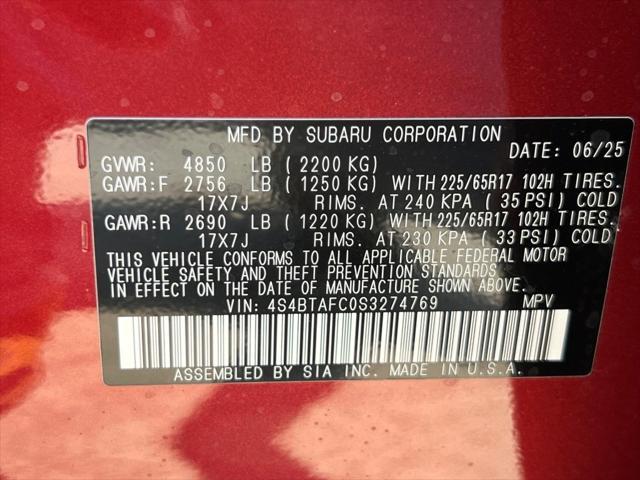 MFD BY SUBARU CORPORATION
DATE: 06/25
GVWR: 4850 LB ( 2200 KG)
GAWR:F 2756 LB ( 1250 KG) WITH 225/65R17 102H TIRES.
17X7J RIMS. AT 240 KPA ( 35 PSI) COLD
GAWR:R 2690 LB ( 1220 KG) WITH 225/65R17 102H TIRES.
17X7J RIMS. AT 230 KPA ( 33 PSI) COLD
THIS VEHICLE CONFORMS TO ALL APPLICABLE FEDERAL MOTOR
VEHICLE SAFETY AND THEFT PREVENTION STANDARDS IN
EFFECT ON THE DATE OF MANUFACTURE SHOWN ABOVE.
VIN: 4S4BTAFC0S3274769 MPV
ASSEMBLED BY SIA INC. MADE IN U.S.A.